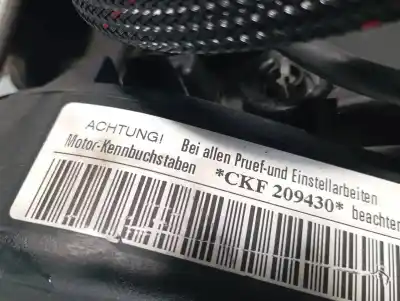 ACHTUNG! Bei allen Pruef-und Einstellarbeiten
Motor-Kennbuchstaben *CKF 209430* beachten